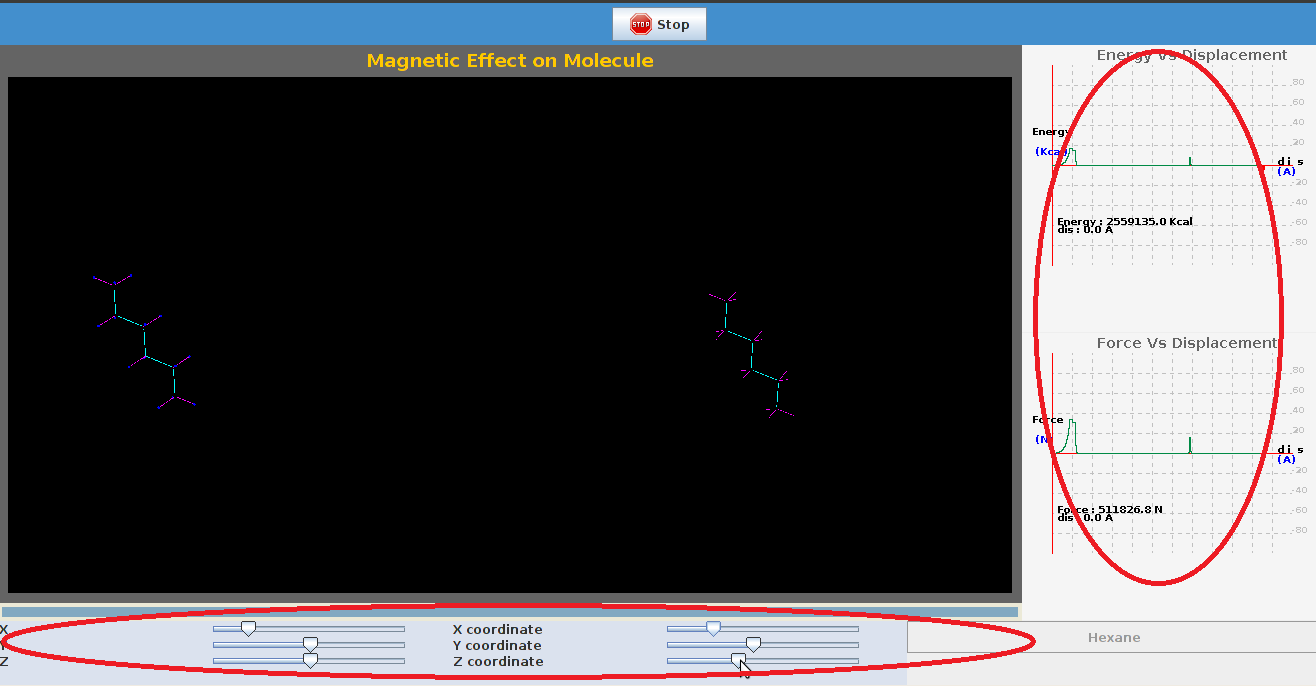 STOP Stop
Magnetic Effect on Molecule
Energy Vs Displacement
80
60
40
Energy
20
(Kcal)
d i s
(A)
-20
-40
Energy : 2559135.0 Kcal
-60
dis : 0.0 A
-80
Force Vs Displacement
80
60
40
Force
20
(N
d i s
(A)
-20
-40
Force : 511826.8 N
-60
dis : 0.0 A
-80
X
X coordinate
Y coordinate
Z
Z coordinate
Hexane